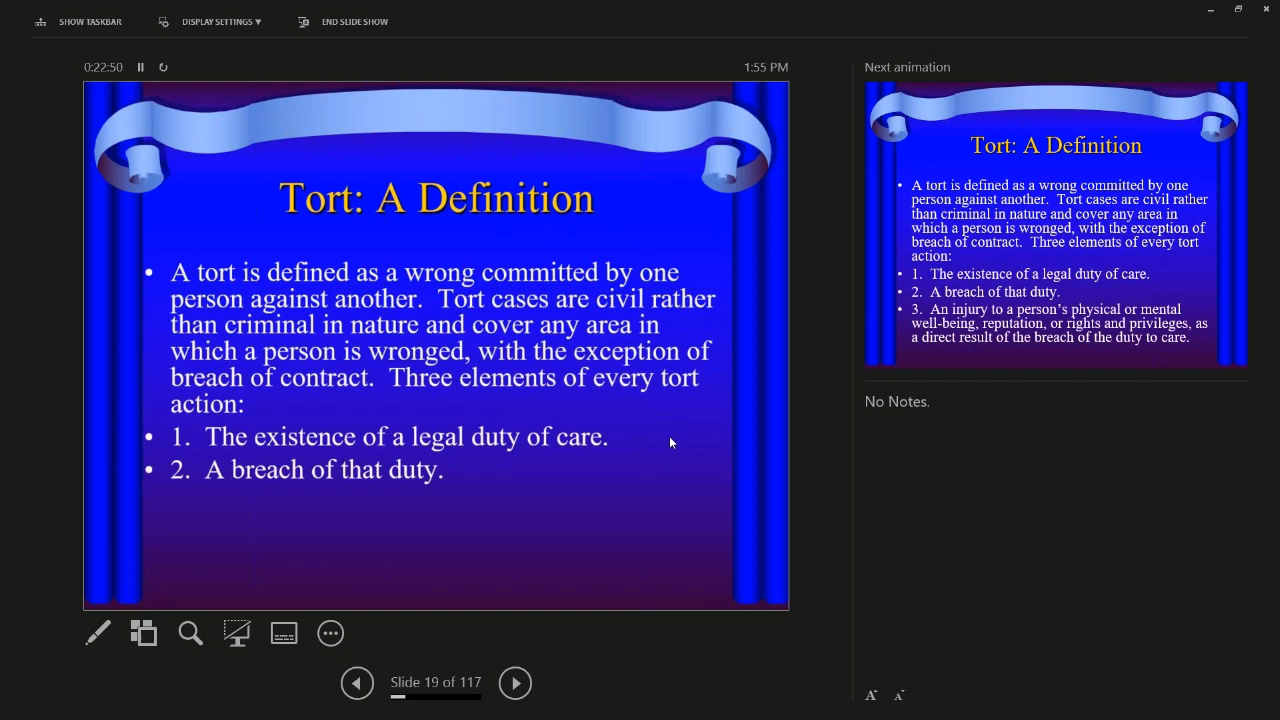 SHOW TASKBAR
DISPLAY SETTINGS ▼
END SLIDE SHOW
0:22:50
1:55 PM
Tort: A Definition
• A tort is defined as a wrong committed by one
person against another.  Tort cases are civil rather
than criminal in nature and cover any area in
which a person is wronged, with the exception of
breach of contract.  Three elements of every tort
action:
• 1.  The existence of a legal duty of care.
• 2.  A breach of that duty.
Slide 19 of 117
Next animation
Tort: A Definition
• A tort is defined as a wrong committed by one
person against another.  Tort cases are civil rather
than criminal in nature and cover any area in
which a person is wronged, with the exception of
breach of contract.  Three elements of every tort
action:
• 1.  The existence of a legal duty of care.
• 2.  A breach of that duty.
• 3.  An injury to a person's physical or mental
well-being, reputation, or rights and privileges, as
a direct result of the breach of the duty to care.
No Notes.
A A